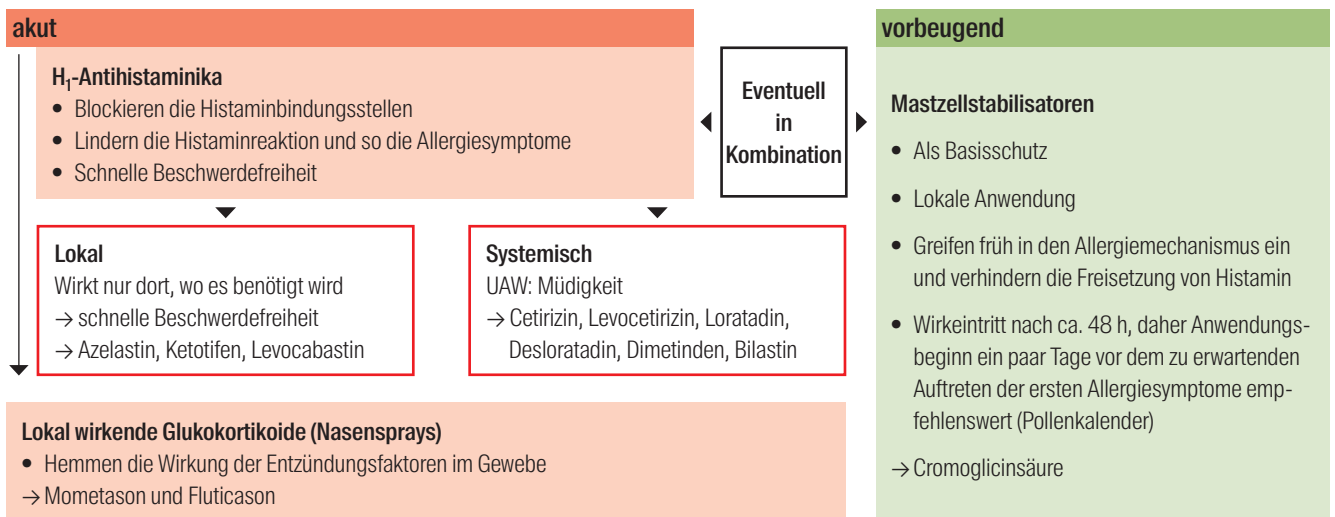 akut
H₁-Antihistaminika
• Blockieren die Histaminbindungsstellen
• Lindern die Histaminreaktion und so die Allergiesymptome
• Schnelle Beschwerdefreiheit
Eventuell
in
Kombination
Lokal
Wirkt nur dort, wo es benötigt wird
→ schnelle Beschwerdefreiheit
→ Azelastin, Ketotifen, Levocabastin
Systemisch
UAW: Müdigkeit
→ Cetirizin, Levocetirizin, Loratadin,
Desloratadin, Dimetinden, Bilastin
Lokal wirkende Glukokortikoide (Nasensprays)
• Hemmen die Wirkung der Entzündungsfaktoren im Gewebe
→ Mometason und Fluticason
vorbeugend
Mastzellstabilisatoren
• Als Basisschutz
• Lokale Anwendung
• Greifen früh in den Allergiemechanismus ein
und verhindern die Freisetzung von Histamin
• Wirkeintritt nach ca. 48 h, daher Anwendungs-
beginn ein paar Tage vor dem zu erwartenden
Auftreten der ersten Allergiesymptome emp-
fehlenswert (Pollenkalender)
→ Cromoglicinsäure